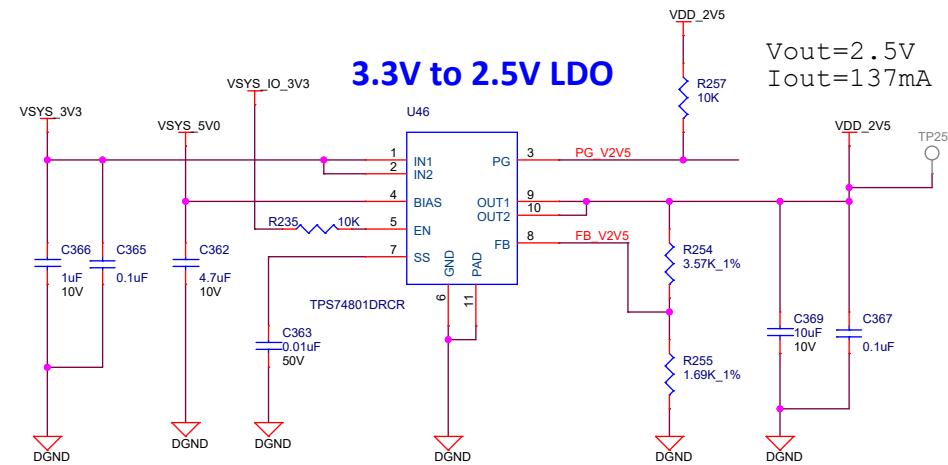 VDD_2V5
Vout=2.5V
Iout=137mA
3.3V to 2.5V LDO
R257
10K
VSYS_IO_3V3
U46
VSYS_3V3
VSYS_5V0
VDD_2V5
TP25
1
IN1
PG
3
PG_V2V5
2
IN2
4
BIAS
OUT1
9
OUT2
10
R235
10K
5
EN
FB
8
FB_V2V5
7
SS
GND
PAD
6
11
C366
1uF
10V
C365
0.1uF
C362
4.7uF
10V
R254
3.57K_1%
TPS74801DRCR
C363
0.01uF
50V
C369
10uF
10V
C367
0.1uF
R255
1.69K_1%
DGND
DGND
DGND
DGND
DGND
DGND